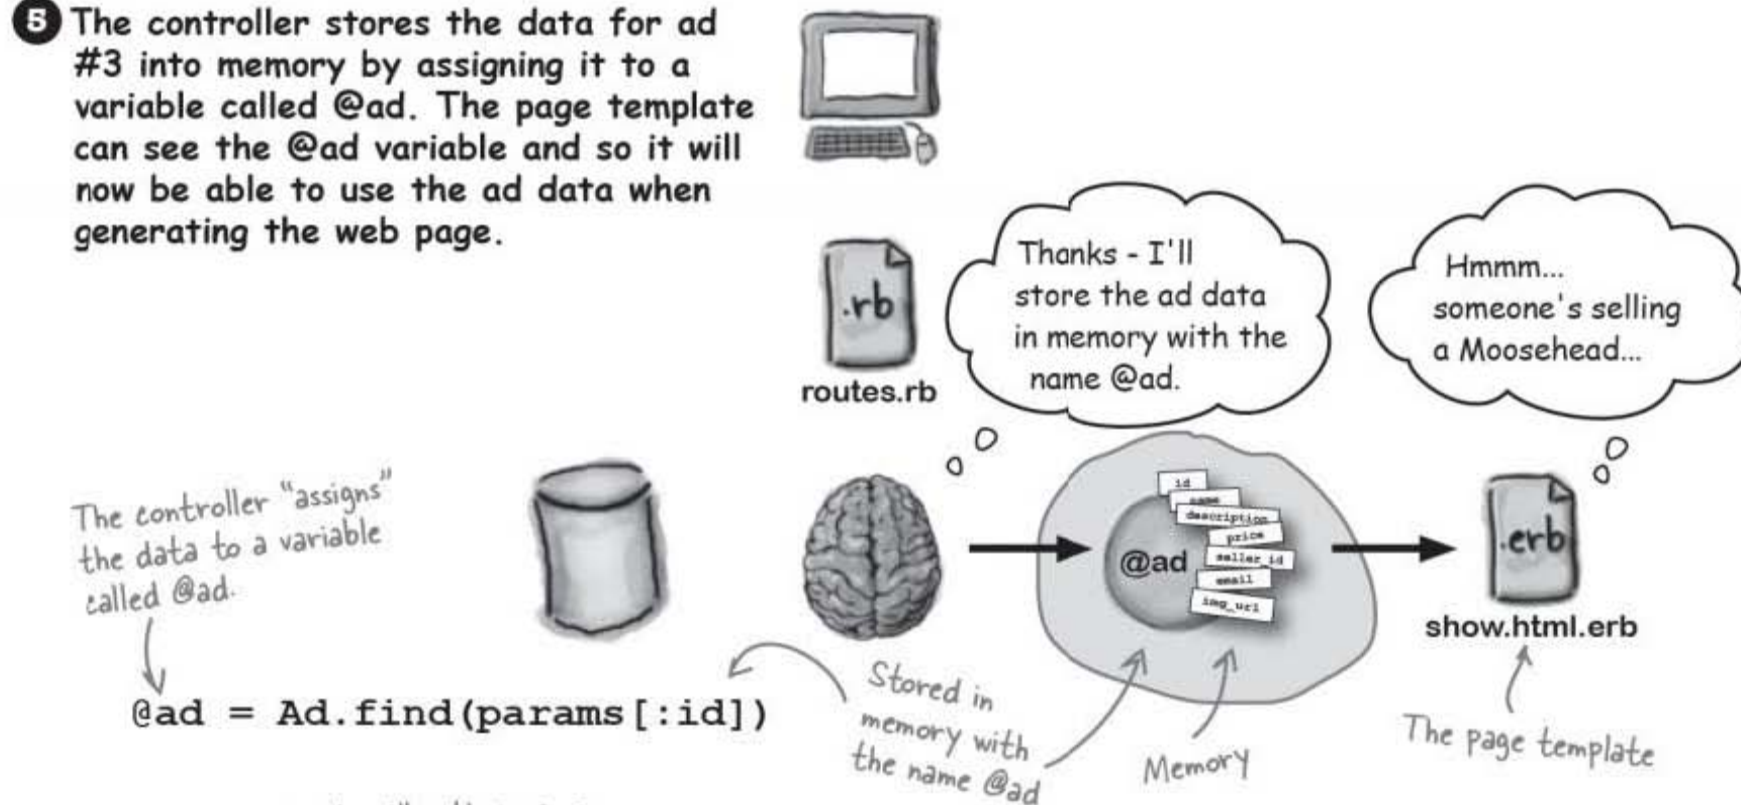 5 The controller stores the data for ad
#3 into memory by assigning it to a
variable called @ad. The page template
can see the @ad variable and so it will
now be able to use the ad data when
generating the web page.
.rb
routes.rb
Thanks - I'll
store the ad data
in memory with the
name @ad.
Hmmm...
someone's selling
a Moosehead...
The controller "assigns"
the data to a variable
called @ad.
@ad = Ad.find(params[:id])
@ad
id
name
description
price
seller_id
email
img_url
.erb
show.html.erb
Stored in
memory with
the name @ad
Memory
The page template